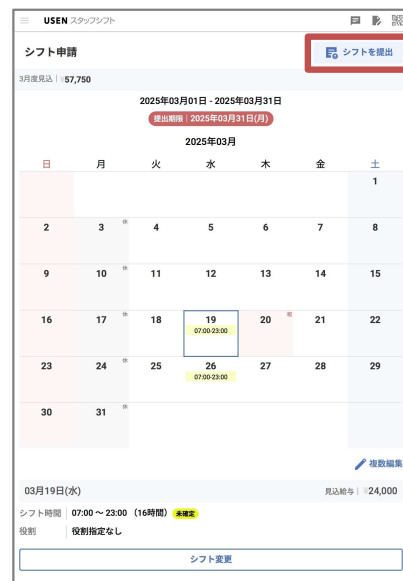 USEN スタッフシフト
シフト申請
シフトを提出
3月度見込 ¥57,750
2025年03月01日 - 2025年03月31日
提出期限 2025年03月31日(月)
2025年03月
日 月 火 水 木 金 土
1
2 3 休 4 5 6 7 8
9 10 休 11 12 13 14 15
16 17 休 18 19 20 祝 21 22
07:00-23:00
23 24 休 25 26 27 28 29
07:00-23:00
30 31 休
複数編集
03月19日(水) 見込給与 ¥24,000
シフト時間 07:00 ～ 23:00 (16時間) 未確定
役割 役割指定なし
シフト変更